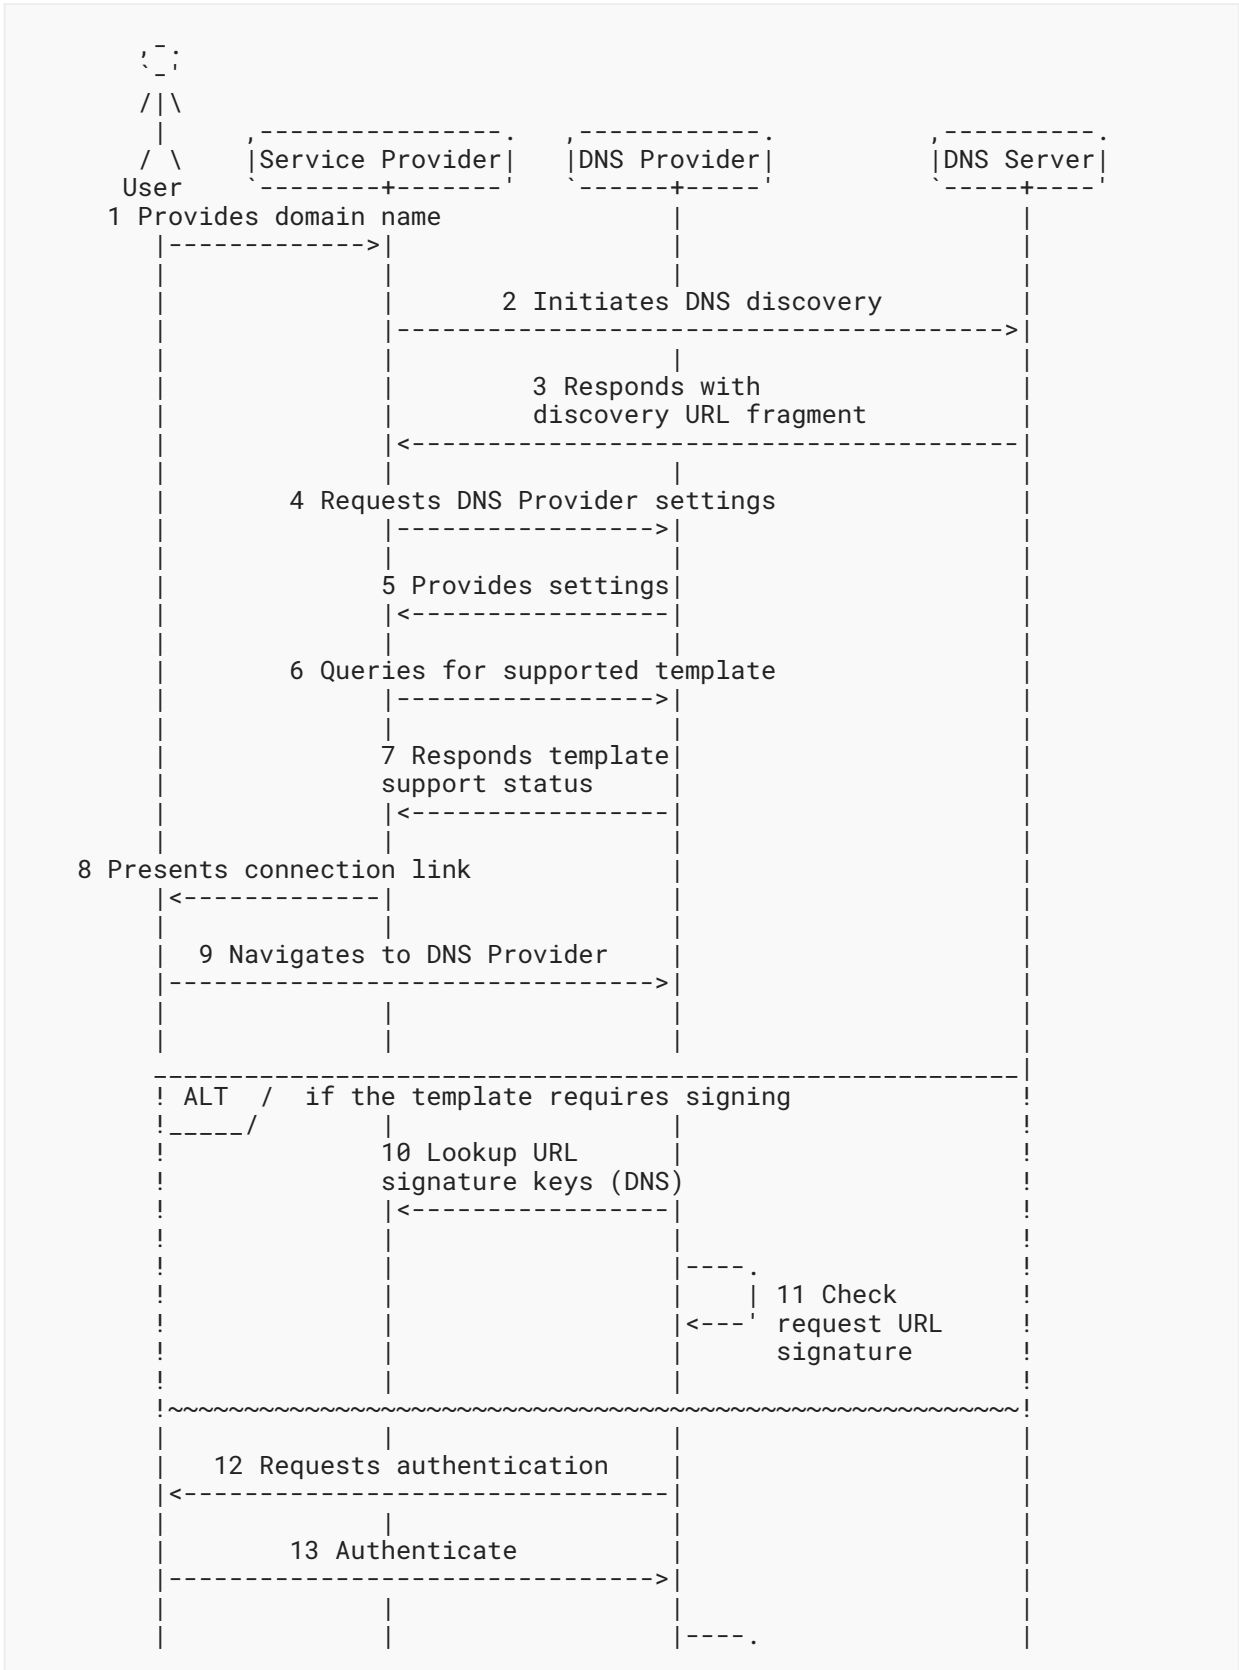 Service Provider DNS Provider DNS Server
User
1 Provides domain name
2 Initiates DNS discovery
3 Responds with
discovery URL fragment
4 Requests DNS Provider settings
5 Provides settings
6 Queries for supported template
7 Responds template
support status
8 Presents connection link
9 Navigates to DNS Provider
ALT / if the template requires signing
10 Lookup URL
signature keys (DNS)
11 Check
request URL
signature
12 Requests authentication
13 Authenticate